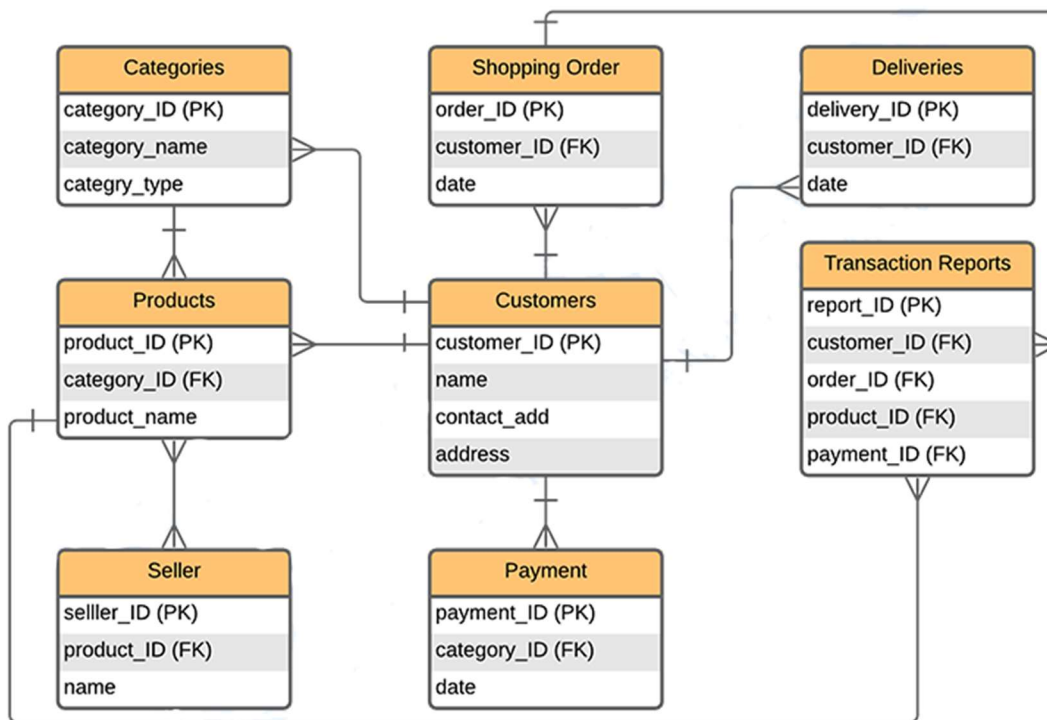 Categories
category_ID (PK)
category_name
categry_type
Shopping Order
order_ID (PK)
customer_ID (FK)
date
Deliveries
delivery_ID (PK)
customer_ID (FK)
date
Products
product_ID (PK)
category_ID (FK)
product_name
Customers
customer_ID (PK)
name
contact_add
address
Transaction Reports
report_ID (PK)
customer_ID (FK)
order_ID (FK)
product_ID (FK)
payment_ID (FK)
Seller
selller_ID (PK)
product_ID (FK)
name
Payment
payment_ID (PK)
category_ID (FK)
date